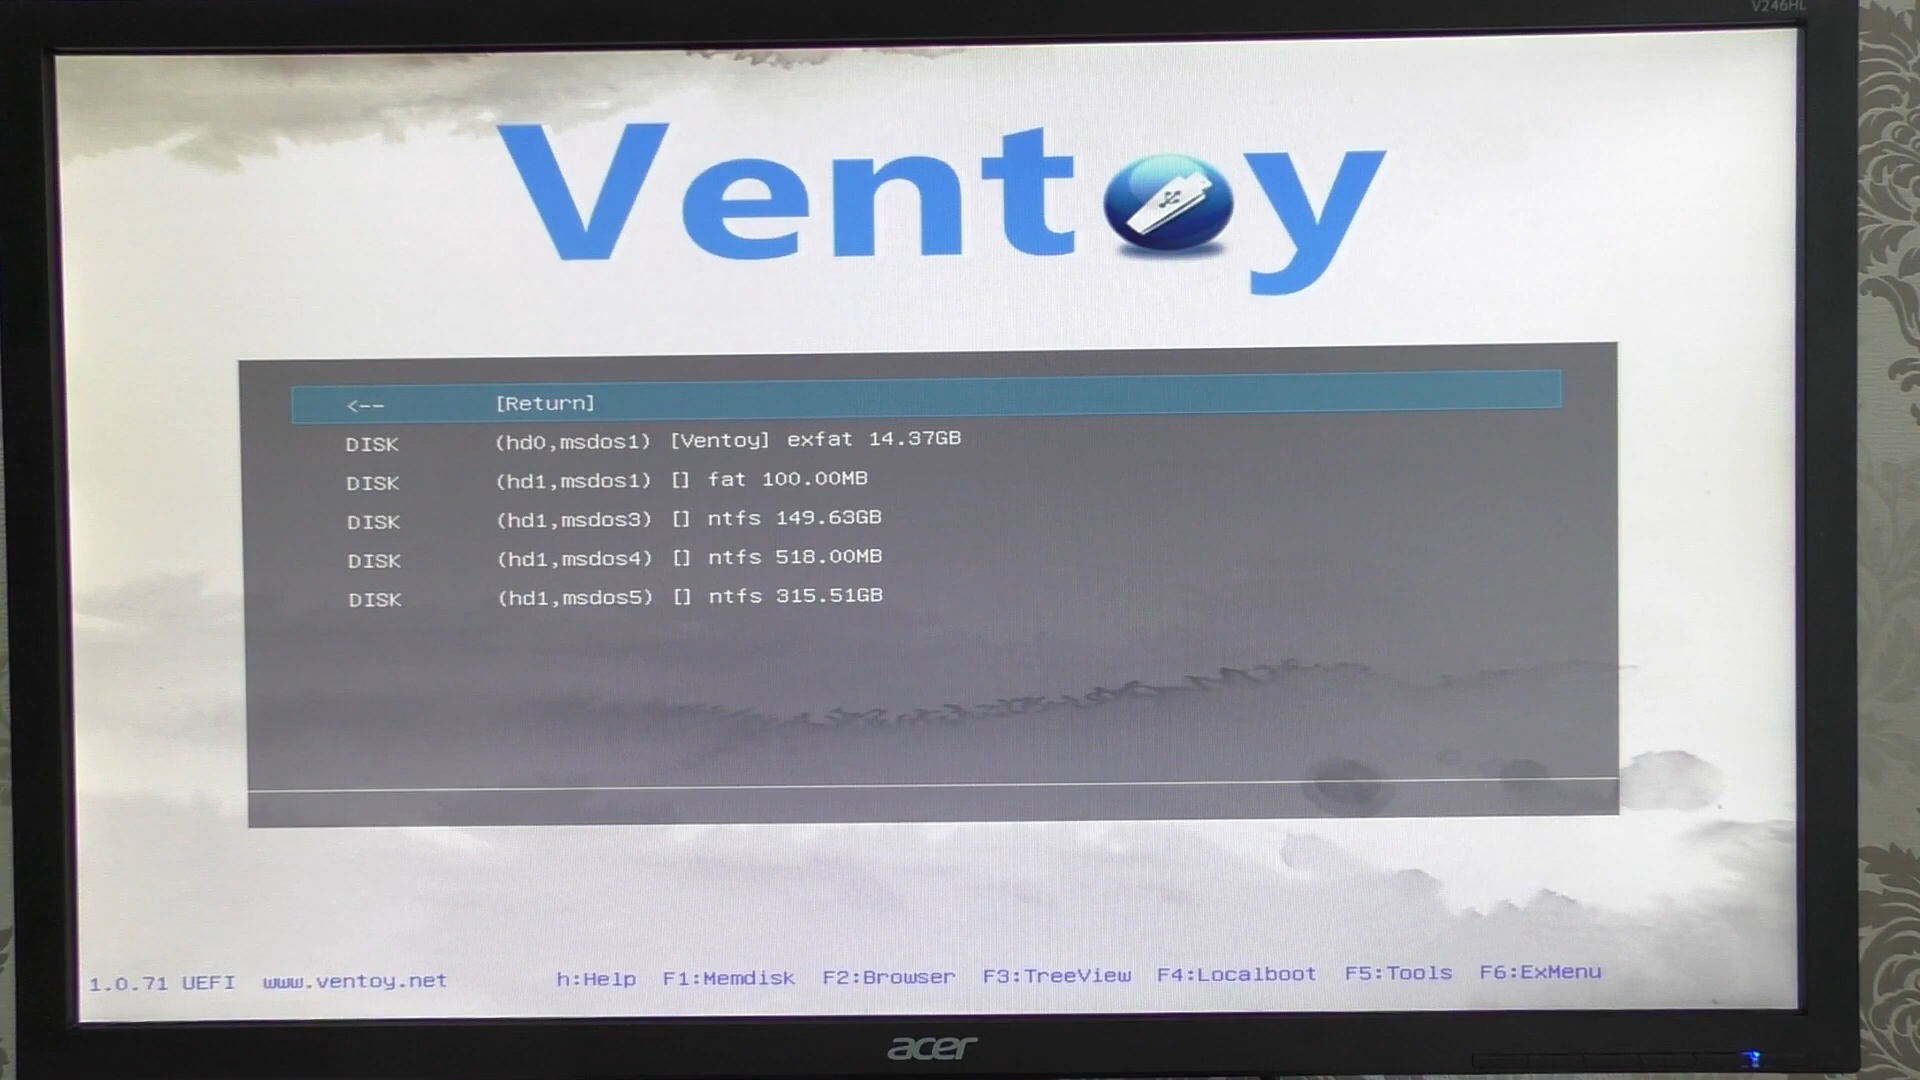 V246HL
Ventoy
<-- [Return]
DISK (hd0,msdos1) [Ventoy] exfat 14.37GB
DISK (hd1,msdos1) [] fat 100.00MB
DISK (hd1,msdos3) [] ntfs 149.63GB
DISK (hd1,msdos4) [] ntfs 518.00MB
DISK (hd1,msdos5) [] ntfs 315.51GB
1.0.71 UEFI www.ventoy.net h:Help F1:Memdisk F2:Browser F3:TreeView F4:Localboot F5:Tools F6:ExMenu
acer